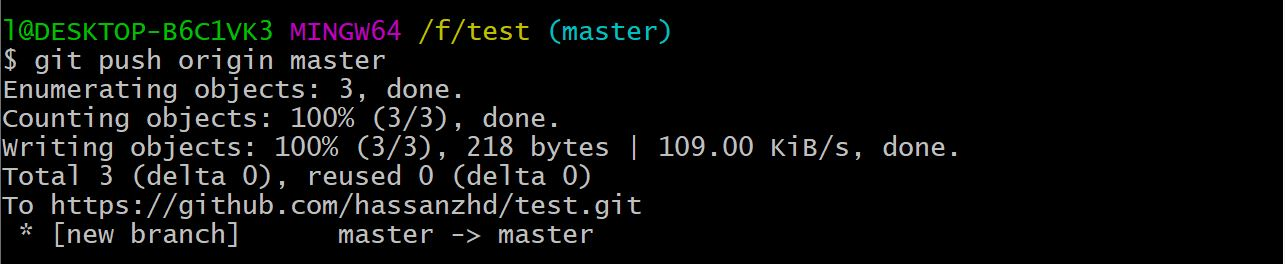 l@DESKTOP-B6C1VK3 MINGW64 /f/test (master)
$ git push origin master
Enumerating objects: 3, done.
Counting objects: 100% (3/3), done.
Writing objects: 100% (3/3), 218 bytes | 109.00 KiB/s, done.
Total 3 (delta 0), reused 0 (delta 0)
To https://github.com/hassanzhd/test.git
 * [new branch]      master -> master